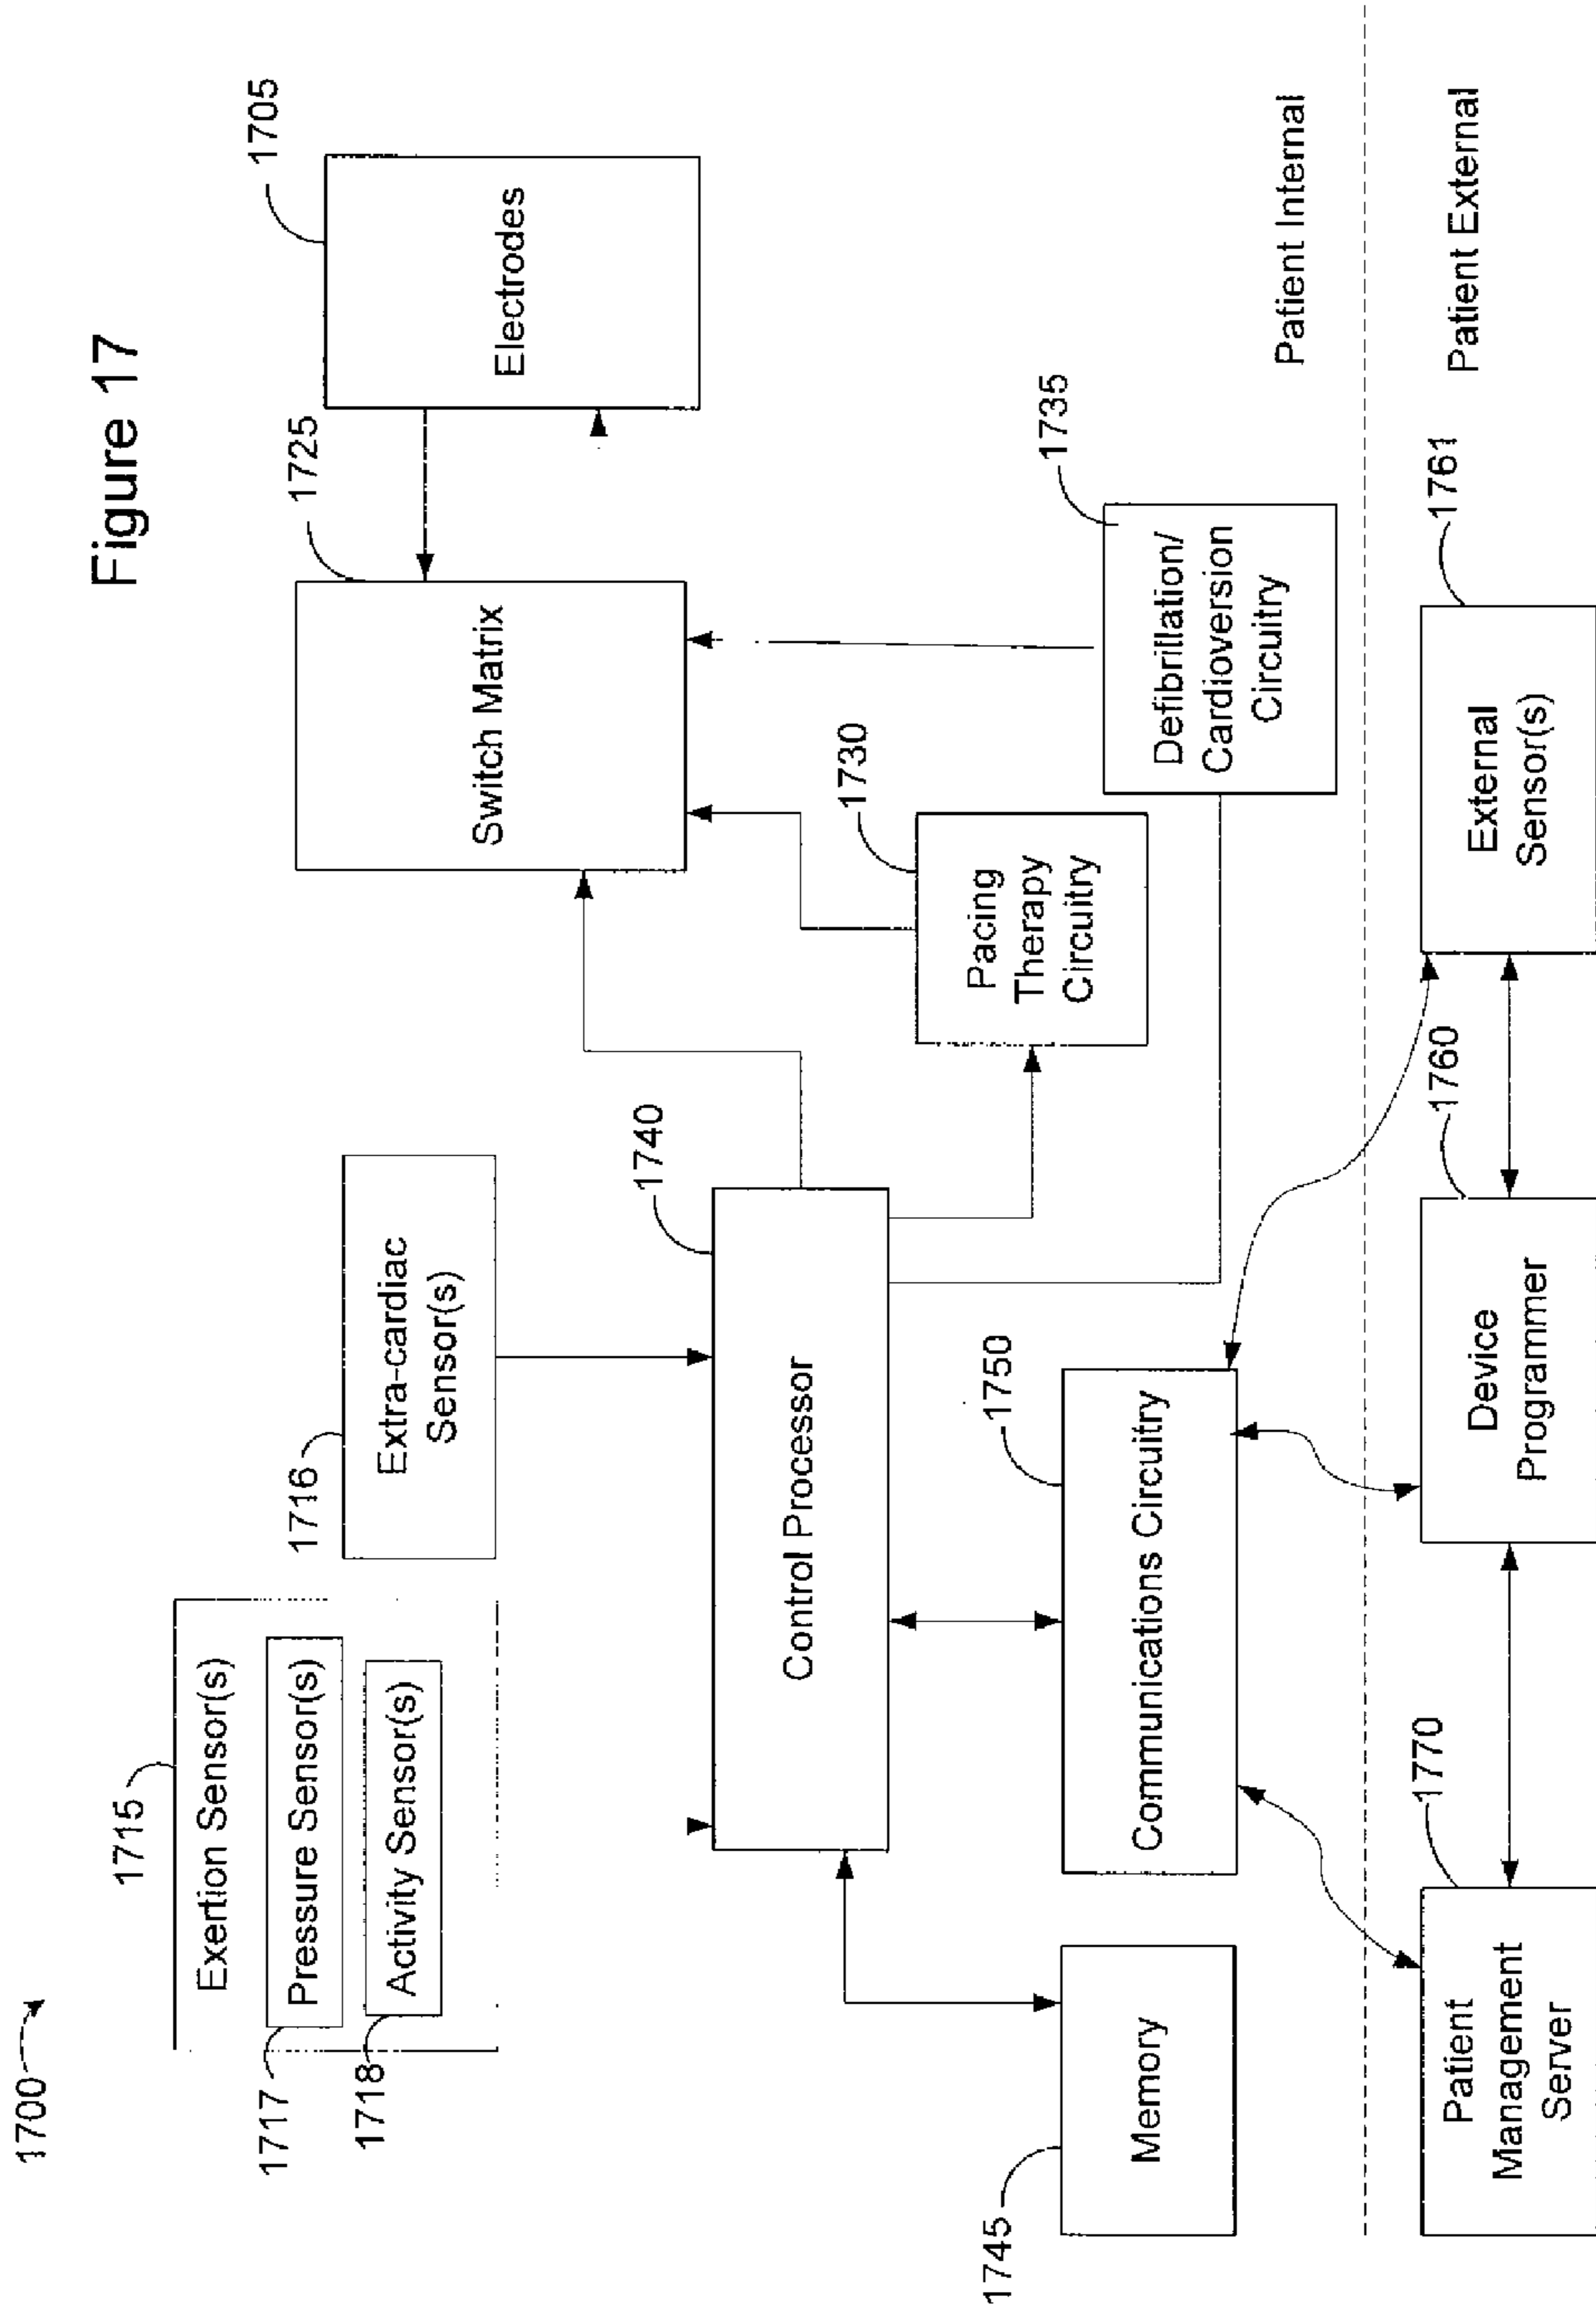 Figure 17
1700
1715
Exertion Sensor(s)
1717
Pressure Sensor(s)
1718
Activity Sensor(s)
1716
Extra-cardiac
Sensor(s)
1725
Switch Matrix
1705
Electrodes
1740
Control Processor
1730
Pacing
Therapy
Circuitry
1735
Defibrillation/
Cardioversion
Circuitry
1745
Memory
1750
Communications Circuitry
Patient Internal
Patient External
1770
Patient
Management
Server
1760
Device
Programmer
1761
External
Sensor(s)